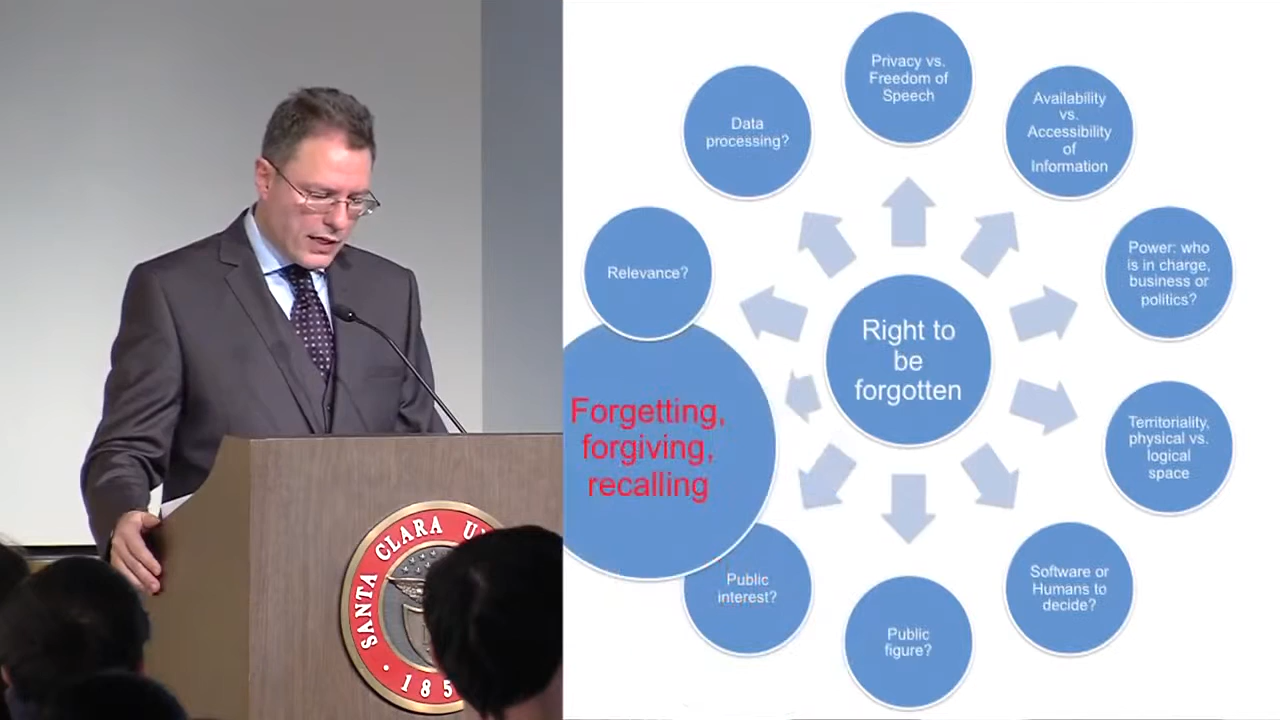 Privacy vs.
Freedom of
Speech
Availability
vs.
Accessibility
of
Information
Power: who
is in charge,
business or
politics?
Territoriality,
physical vs.
logical
space
Software or
Humans to
decide?
Public
figure?
Public
interest?
Forgetting,
forgiving,
recalling
Relevance?
Data
processing?
Right to
be
forgotten
SANTA CLARA U
185